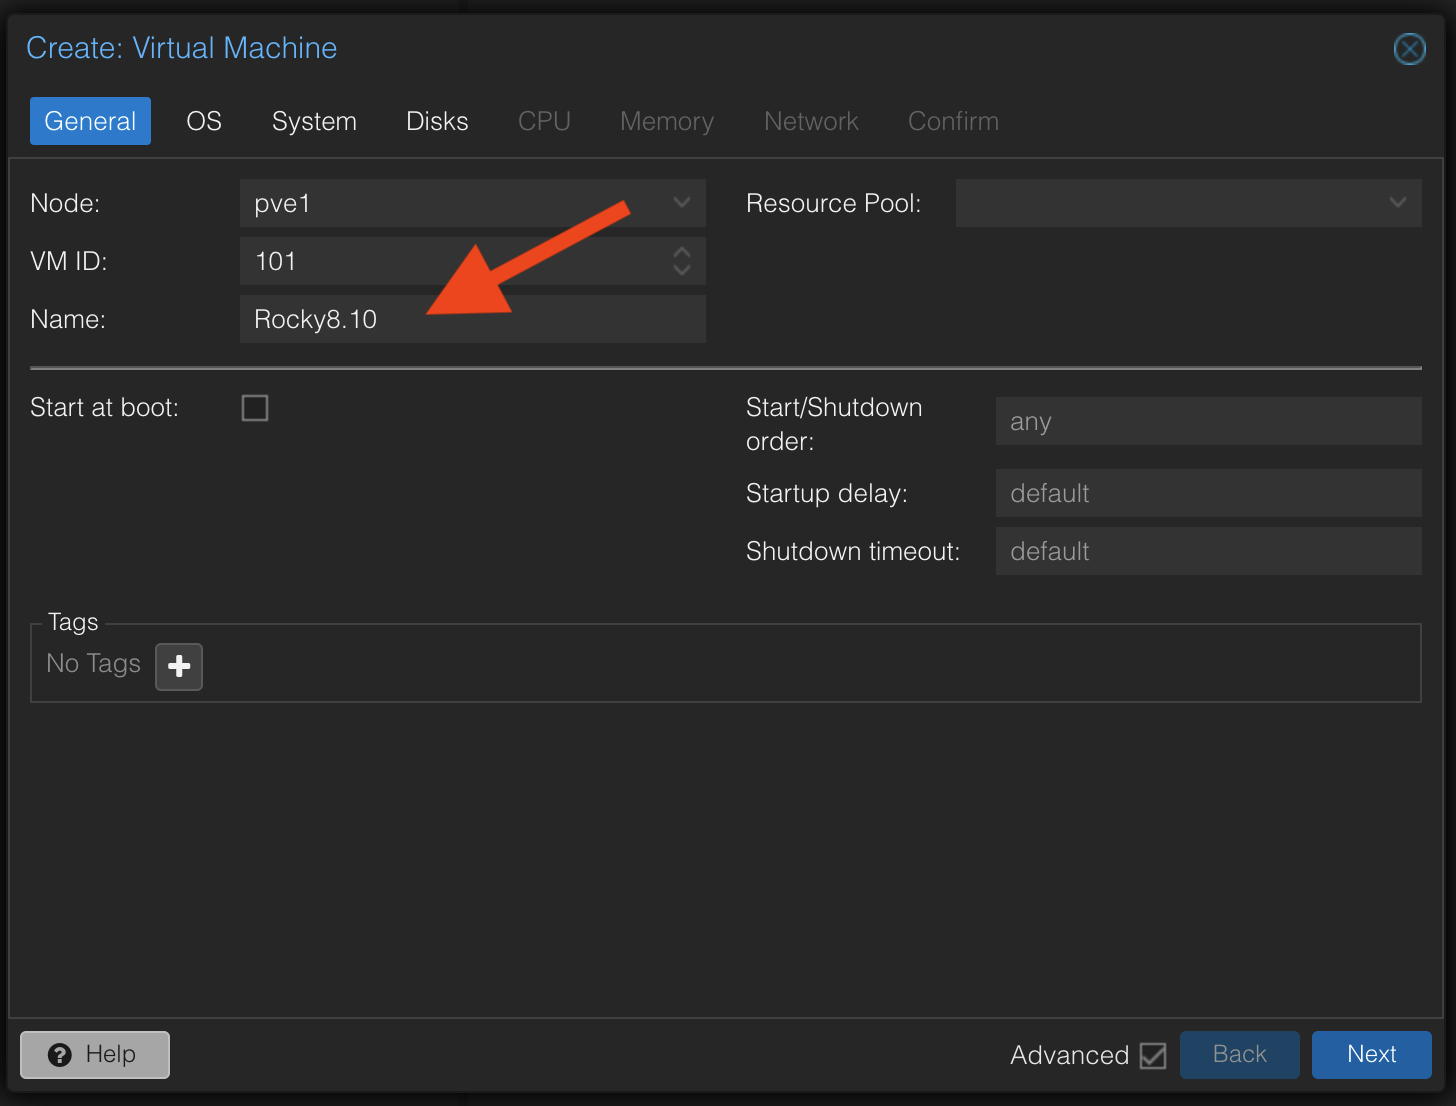 Create: Virtual Machine
General OS System Disks CPU Memory Network Confirm
Node: pve1
VM ID: 101
Name: Rocky8.10
Resource Pool:
Start at boot:
Start/Shutdown
order: any
Startup delay: default
Shutdown timeout: default
Tags
No Tags
Help
Advanced Back Next